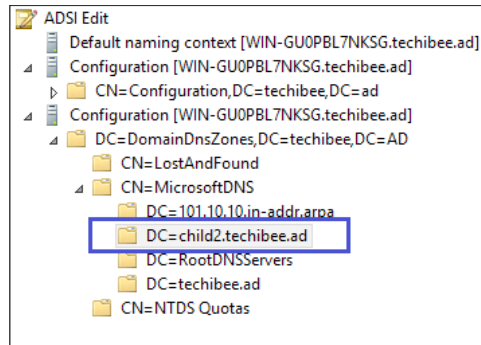 ADSI Edit
Default naming context [WIN-GU0PBL7NKSG.techibee.ad]
Configuration [WIN-GU0PBL7NKSG.techibee.ad]
CN=Configuration,DC=techibee,DC=ad
Configuration [WIN-GU0PBL7NKSG.techibee.ad]
DC=DomainDnsZones,DC=techibee,DC=AD
CN=LostAndFound
CN=MicrosoftDNS
DC=101.10.10.in-addr.arpa
DC=child2.techibee.ad
DC=RootDNSServers
DC=techibee.ad
CN=NTDS Quotas